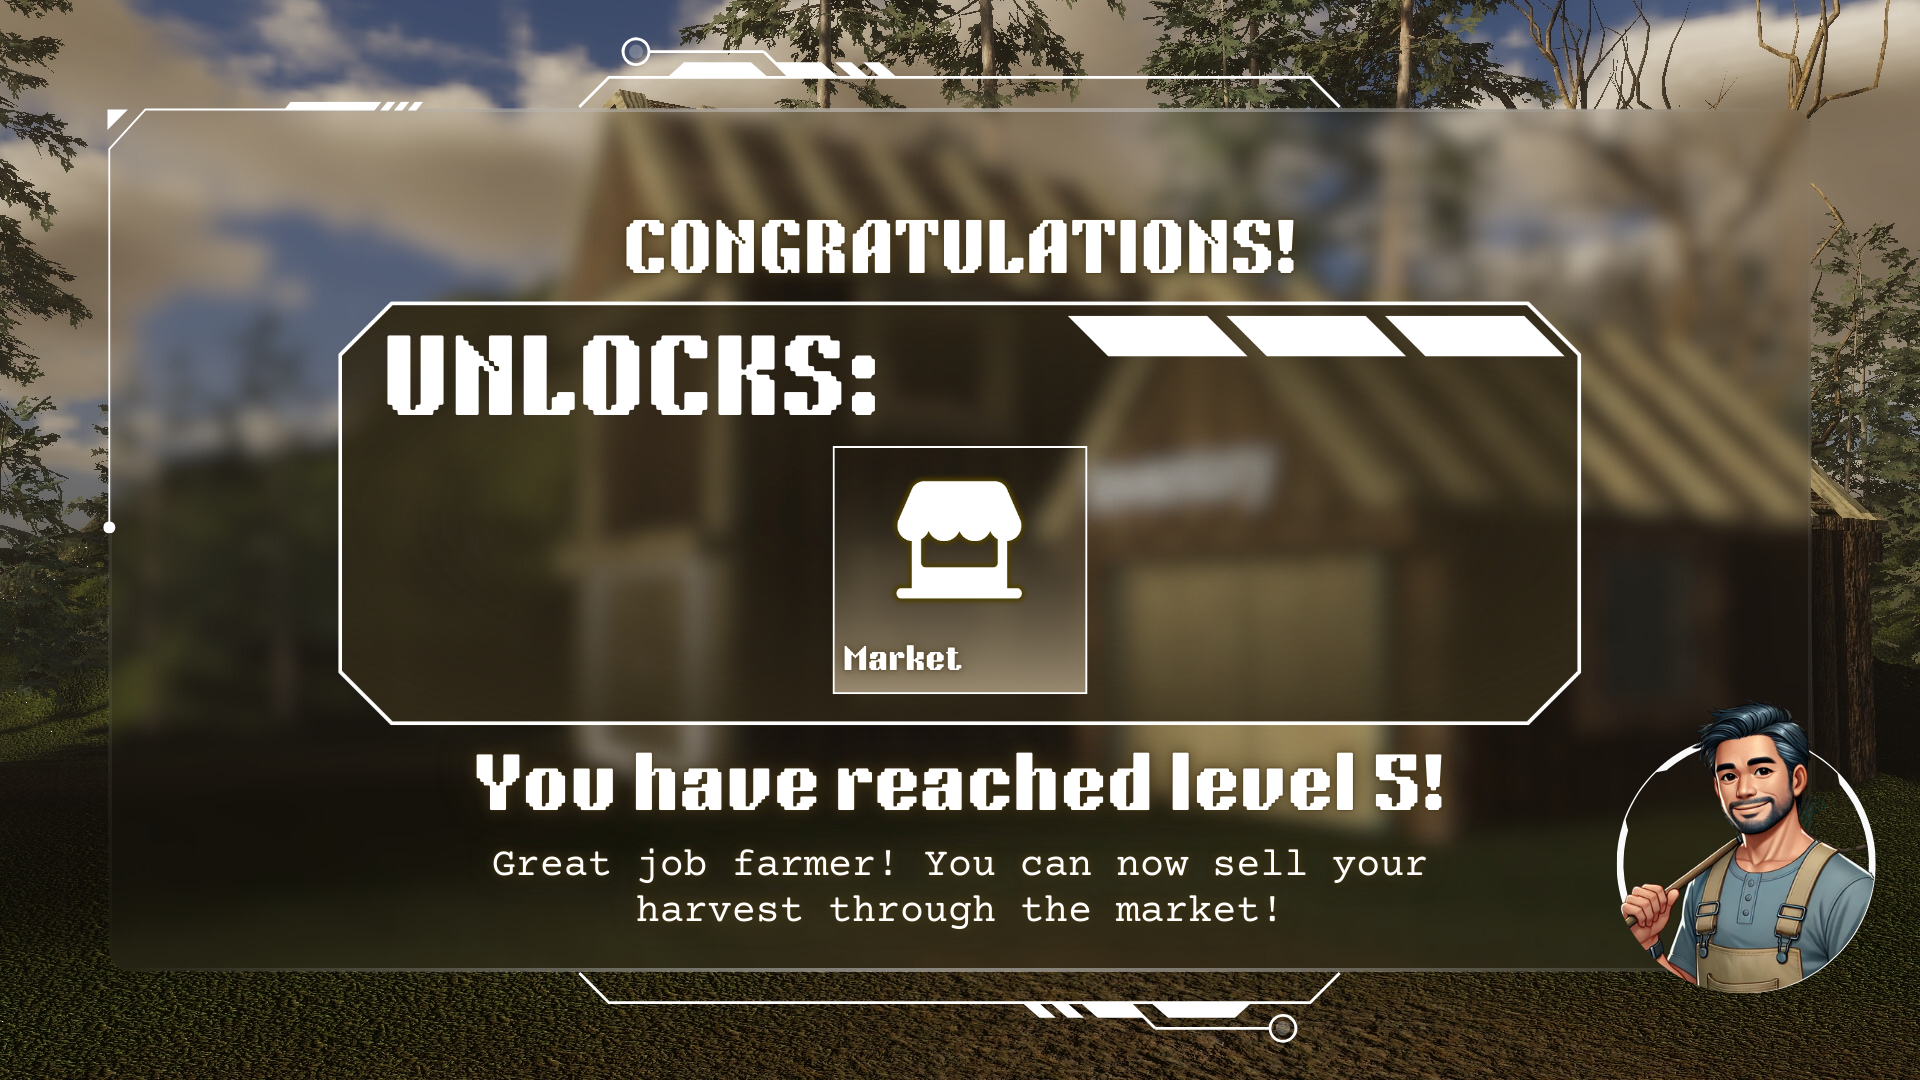 CONGRATULATIONS!
UNLOCKS:
Market
You have reached level 5!
Great job farmer! You can now sell your
harvest through the market!